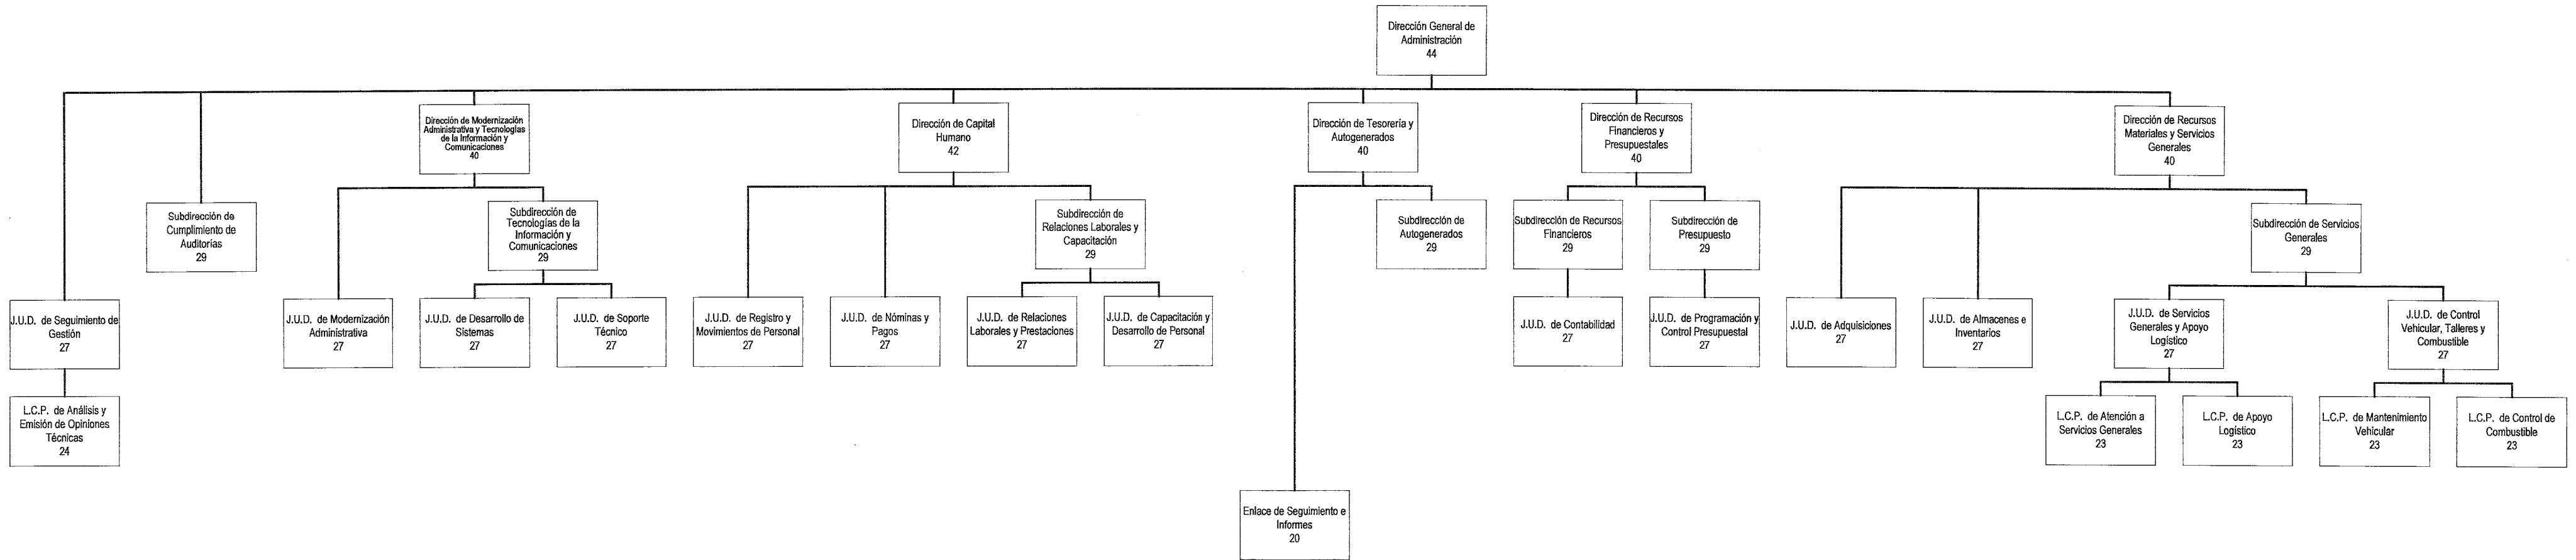 Dirección General de
Administración
44
Dirección de Modernización
Administrativa y Tecnologías
de la Información y
Comunicaciones
40
Dirección de Capital
Humano
42
Dirección de Tesorería y
Autogenerados
40
Dirección de Recursos
Financieros y
Presupuestales
40
Dirección de Recursos
Materiales y Servicios
Generales
40
Subdirección de
Cumplimiento de
Auditorías
29
Subdirección de
Tecnologías de la
Información y
Comunicaciones
29
Subdirección de
Relaciones Laborales y
Capacitación
29
Subdirección de
Autogenerados
29
Subdirección de Recursos
Financieros
29
Subdirección de
Presupuesto
29
Subdirección de Servicios
Generales
29
J.U.D. de Seguimiento de
Gestión
27
J.U.D. de Modernización
Administrativa
27
J.U.D. de Desarrollo de
Sistemas
27
J.U.D. de Soporte
Técnico
27
J.U.D. de Registro y
Movimientos de Personal
27
J.U.D. de Nóminas y
Pagos
27
J.U.D. de Relaciones
Laborales y Prestaciones
27
J.U.D. de Capacitación y
Desarrollo de Personal
27
J.U.D. de Contabilidad
27
J.U.D. de Programación y
Control Presupuestal
27
J.U.D. de Adquisiciones
27
J.U.D. de Almacenes e
Inventarios
27
J.U.D. de Servicios
Generales y Apoyo
Logístico
27
J.U.D. de Control
Vehicular, Talleres y
Combustible
27
L.C.P. de Análisis y
Emisión de Opiniones
Técnicas
24
L.C.P. de Atención a
Servicios Generales
23
L.C.P. de Apoyo
Logístico
23
L.C.P. de Mantenimiento
Vehicular
23
L.C.P. de Control de
Combustible
23
Enlace de Seguimiento e
Informes
20